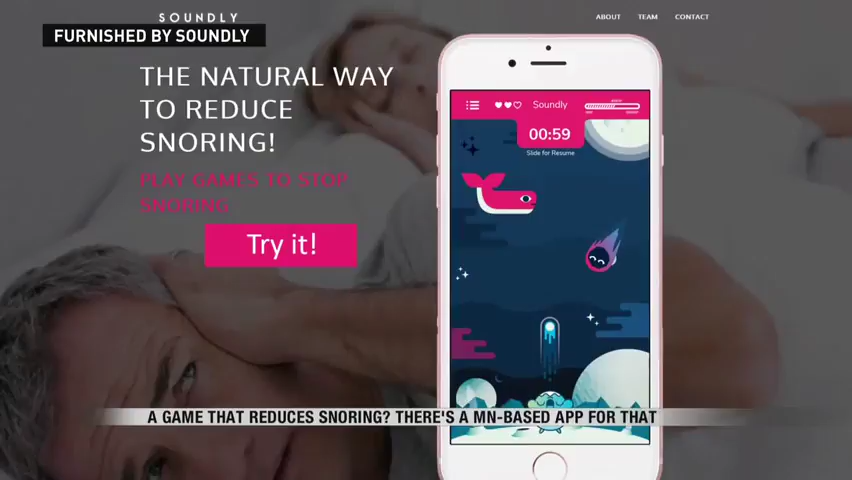 SOUNDLY
ABOUT TEAM CONTACT
FURNISHED BY SOUNDLY
THE NATURAL WAY
TO REDUCE
SNORING!
PLAY GAMES TO STOP
SNORING
Try it!
Soundly
00:59
Slide for Resume
A GAME THAT REDUCES SNORING? THERE'S A MN-BASED APP FOR THAT